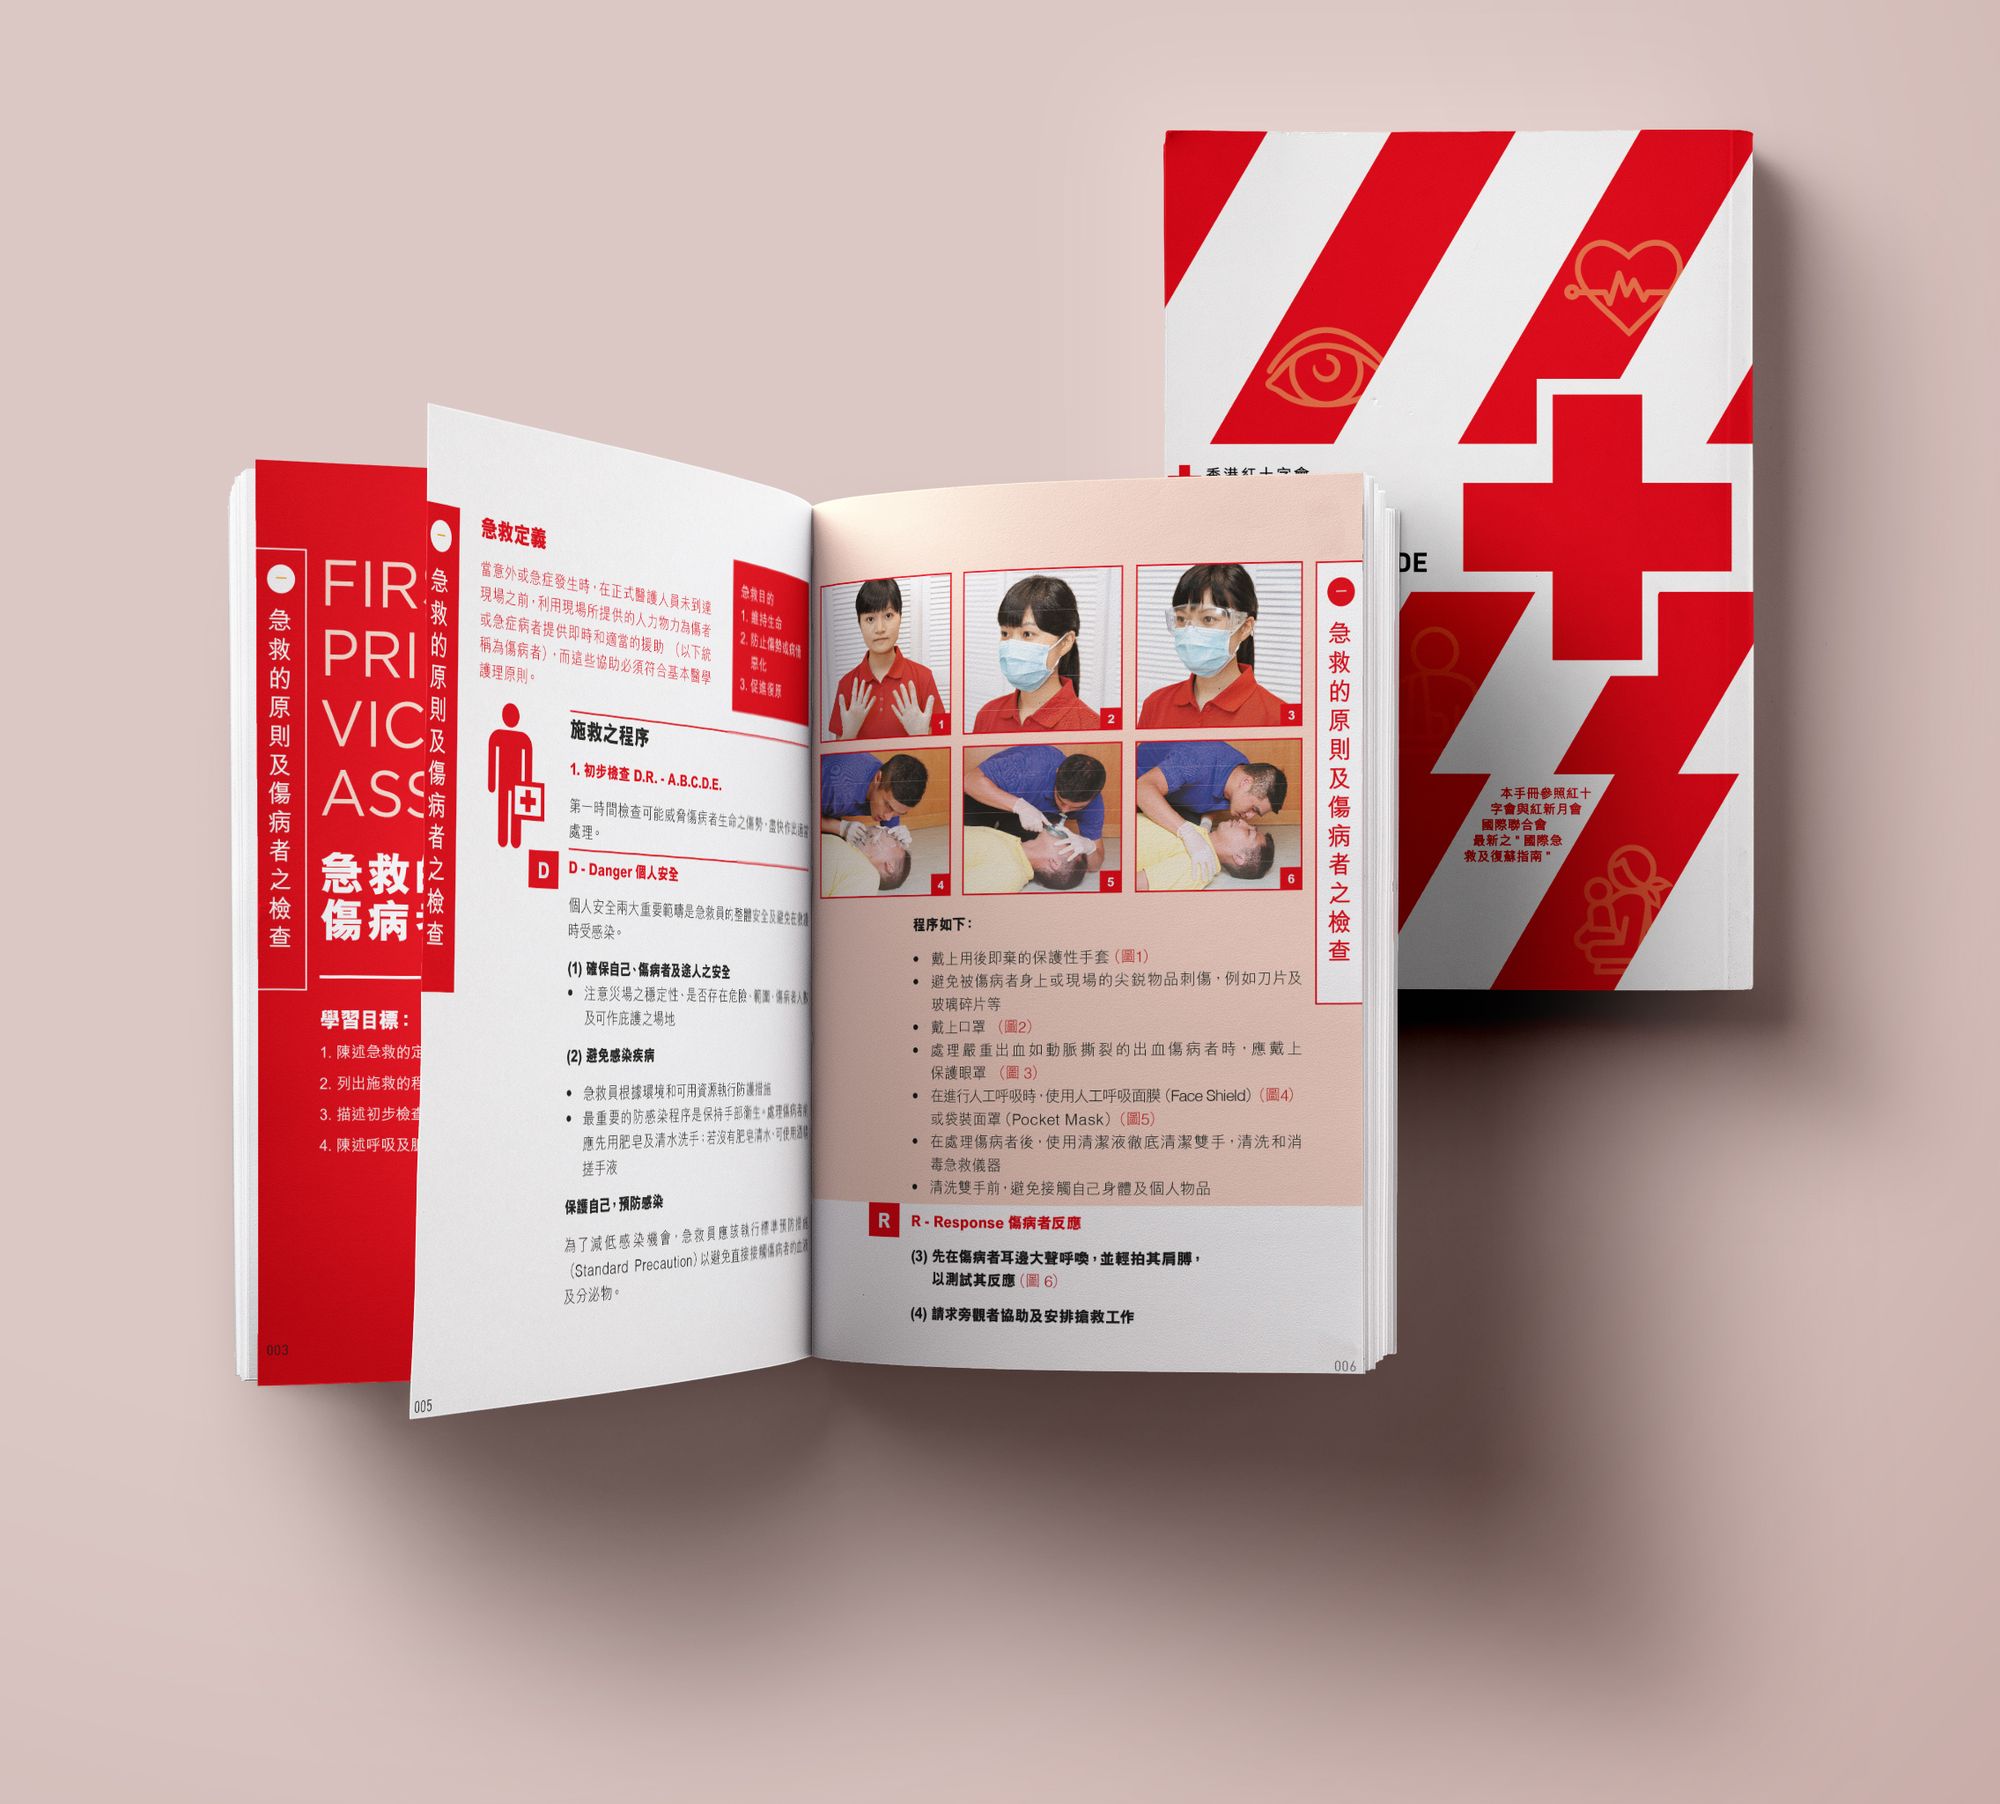 香港紅十字會
DE
本手冊參照紅十
字會與紅新月會
國際聯合會
最新之"國際急
救及復蘇指南"
一
急救的原則及傷病者之檢查
FIRS
PRI
VIC
ASS
急救
傷病
學習目標：
1. 陳述急救的定
2. 列出施救的程
3. 描述初步檢查
4. 陳述呼吸及
003
一
急救的原則及傷病者之檢查
急救定義
當意外或急症發生時，在正式醫護人員未到達
現場之前，利用現場所提供的人力物力為傷者
或急症病者提供即時和適當的援助（以下統
稱為傷病者），而這些協助必須符合基本醫學
護理原則。
急救目的
1. 維持生命
2. 防止傷勢或病情
惡化
3. 促進復原
施救之程序
1. 初步檢查 D.R. - A.B.C.D.E.
第一時間檢查可能威脅傷病者生命之傷勢，盡快作出適當
處理。
D
D - Danger 個人安全
個人安全兩大重要範疇是急救員的整體安全及避免在救護
時受感染。
(1) 確保自己、傷病者及途人之安全
• 注意災場之穩定性、是否存在危險、範圍、傷病者人數
及可作庇護之場地
(2) 避免感染疾病
• 急救員根據環境和可用資源執行防護措施
• 最重要的防感染程序是保持手部衞生。處理傷病者前，
應先用肥皂及清水洗手；若沒有肥皂清水，可使用酒精
搓手液
保護自己，預防感染
為了減低感染機會，急救員應該執行標準預防措施
（Standard Precaution）以避免直接接觸傷病者的血液
及分泌物。
005
1
2
3
4
5
6
程序如下：
• 戴上用後即棄的保護性手套（圖1）
• 避免被傷病者身上或現場的尖銳物品刺傷，例如刀片及
玻璃碎片等
• 戴上口罩 （圖2）
• 處理嚴重出血如動脈撕裂的出血傷病者時，應戴上
保護眼罩 （圖 3）
• 在進行人工呼吸時，使用人工呼吸面膜（Face Shield）（圖4）
或袋裝面罩（Pocket Mask）（圖5）
• 在處理傷病者後，使用清潔液徹底清潔雙手，清洗和消
毒急救儀器
• 清洗雙手前，避免接觸自己身體及個人物品
R
R - Response 傷病者反應
(3) 先在傷病者耳邊大聲呼喚，並輕拍其肩膊，
以測試其反應（圖 6）
(4) 請求旁觀者協助及安排搶救工作
一
急救的原則及傷病者之檢查
006